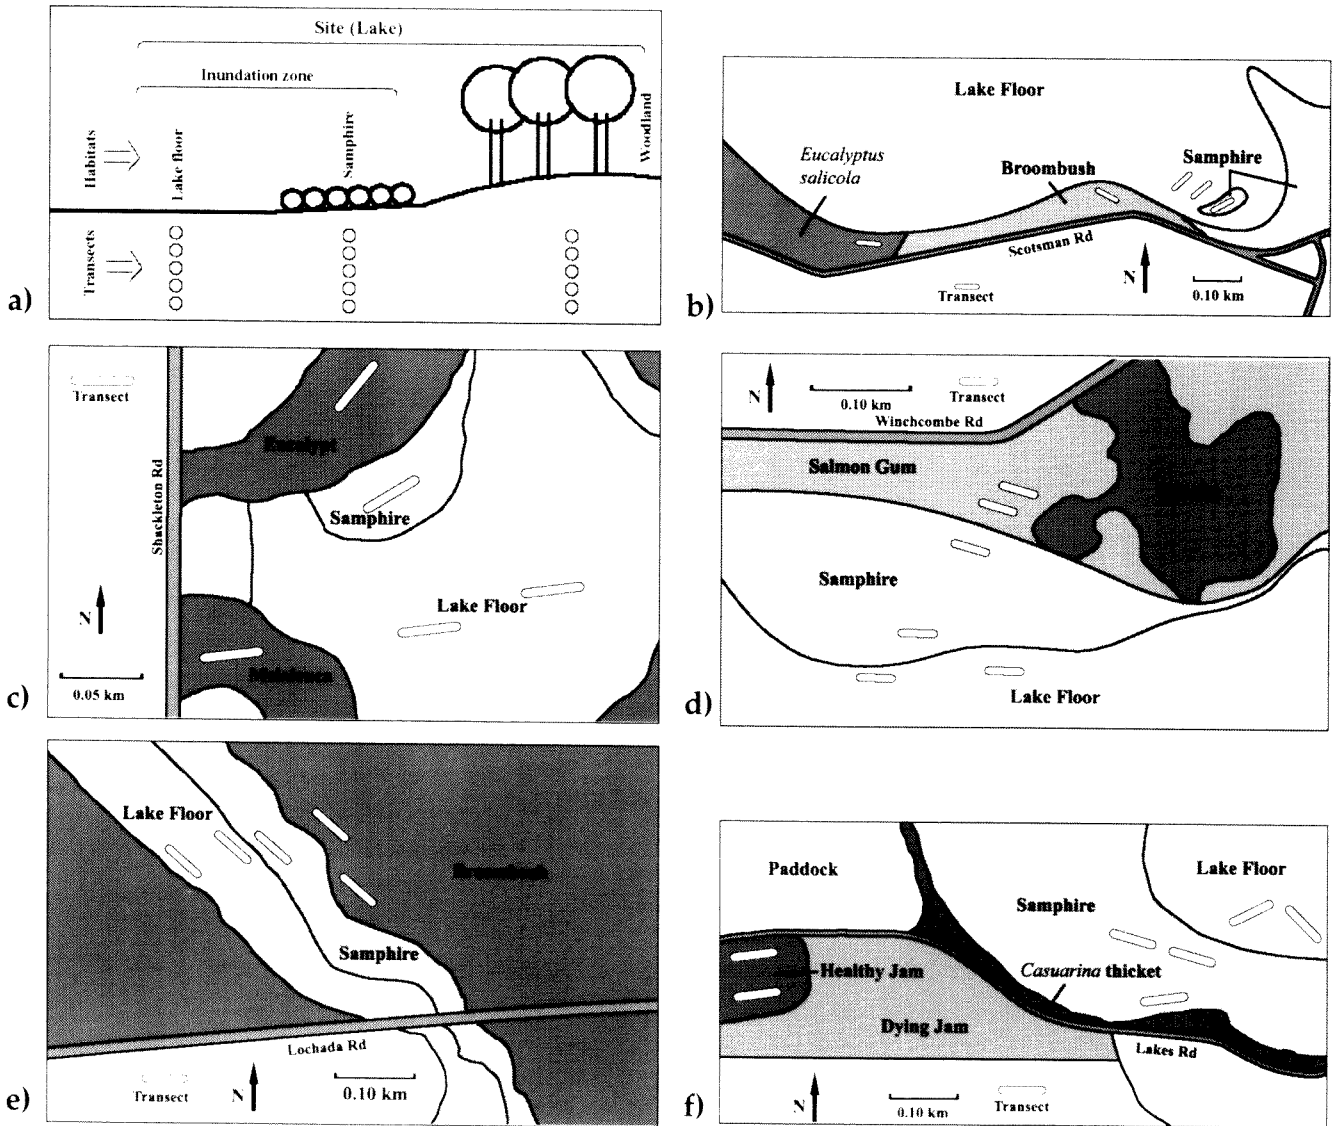 a)
Site (Lake)
Inundation zone
Habitats
Lake floor
Samphire
Woodland
Transects
b)
Lake Floor
Eucalyptus
salicola
Broombush
Samphire
Scotsman Rd
N
Transect
0.10 km
c)
Transect
Shackleton Rd
Eucalypt
Samphire
Lake Floor
N
0.05 km
Melaleuca
d)
N
0.10 km
Transect
Winchcombe Rd
Salmon Gum
Samphire
Lake Floor
e)
Lake Floor
Broombush
Samphire
Lochada Rd
Transect
N
0.10 km
f)
Paddock
Lake Floor
Samphire
Healthy Jam
Casuarina thicket
Dying Jam
Lakes Rd
N
0.10 km
Transect